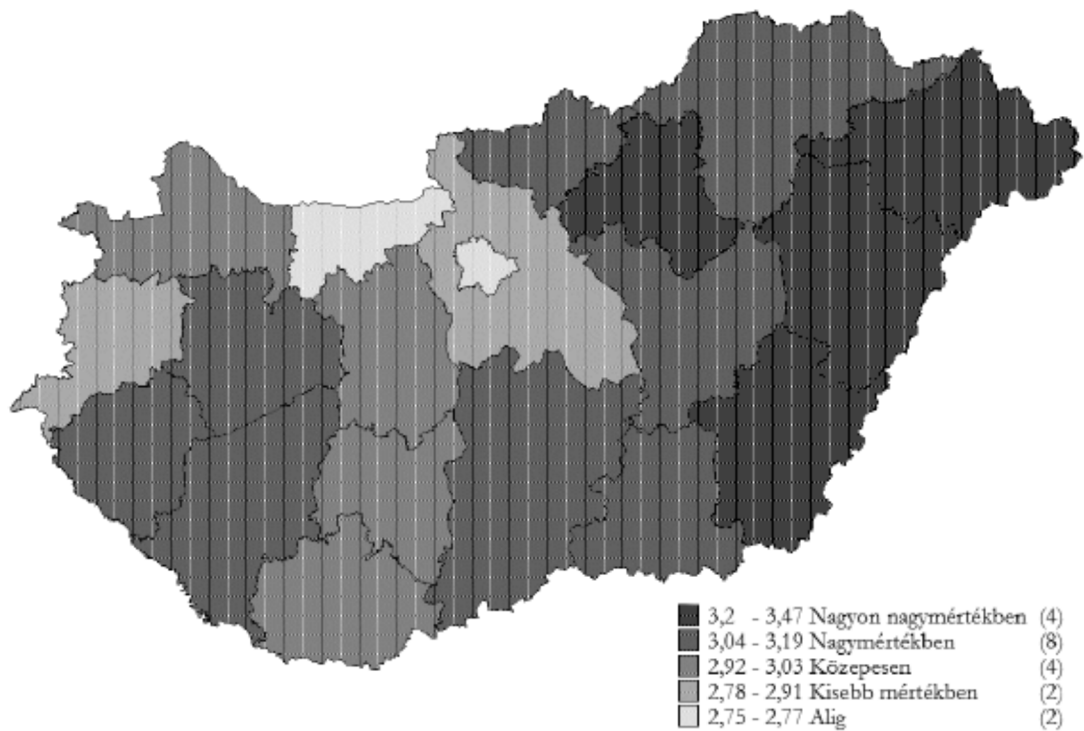 3,2 - 3,47 Nagyon nagymértékben (4)
3,04 - 3,19 Nagymértékben (8)
2,92 - 3,03 Közepesen (4)
2,78 - 2,91 Kisebb mértékben (2)
2,75 - 2,77 Alig (2)